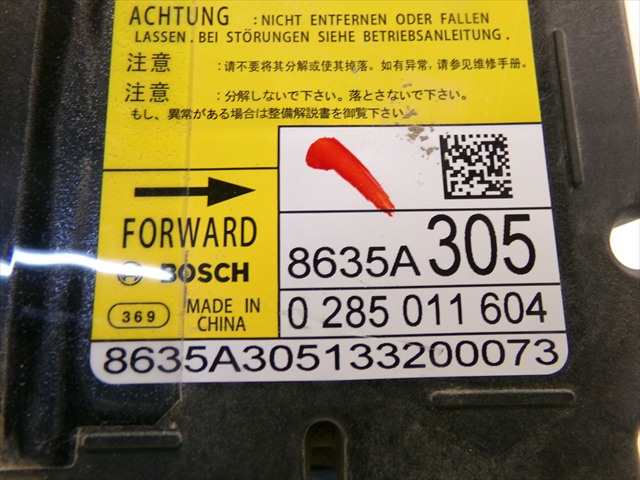 ACHTUNG : NICHT ENTFERNEN ODER FALLEN
LASSEN. BEI STÖRUNGEN SIEHE BETRIEBSANLEITUNG.
注意 : 请不要将其分解或使其掉落。如有异常, 请参见维修手册.
注意 : 分解しないで下さい。落とさないで下さい。
もし、異常がある場合は整備解説書を御覧下さい.
FORWARD
BOSCH
369
MADE IN
CHINA
8635A305
0 285 011 604
8635A305133200073